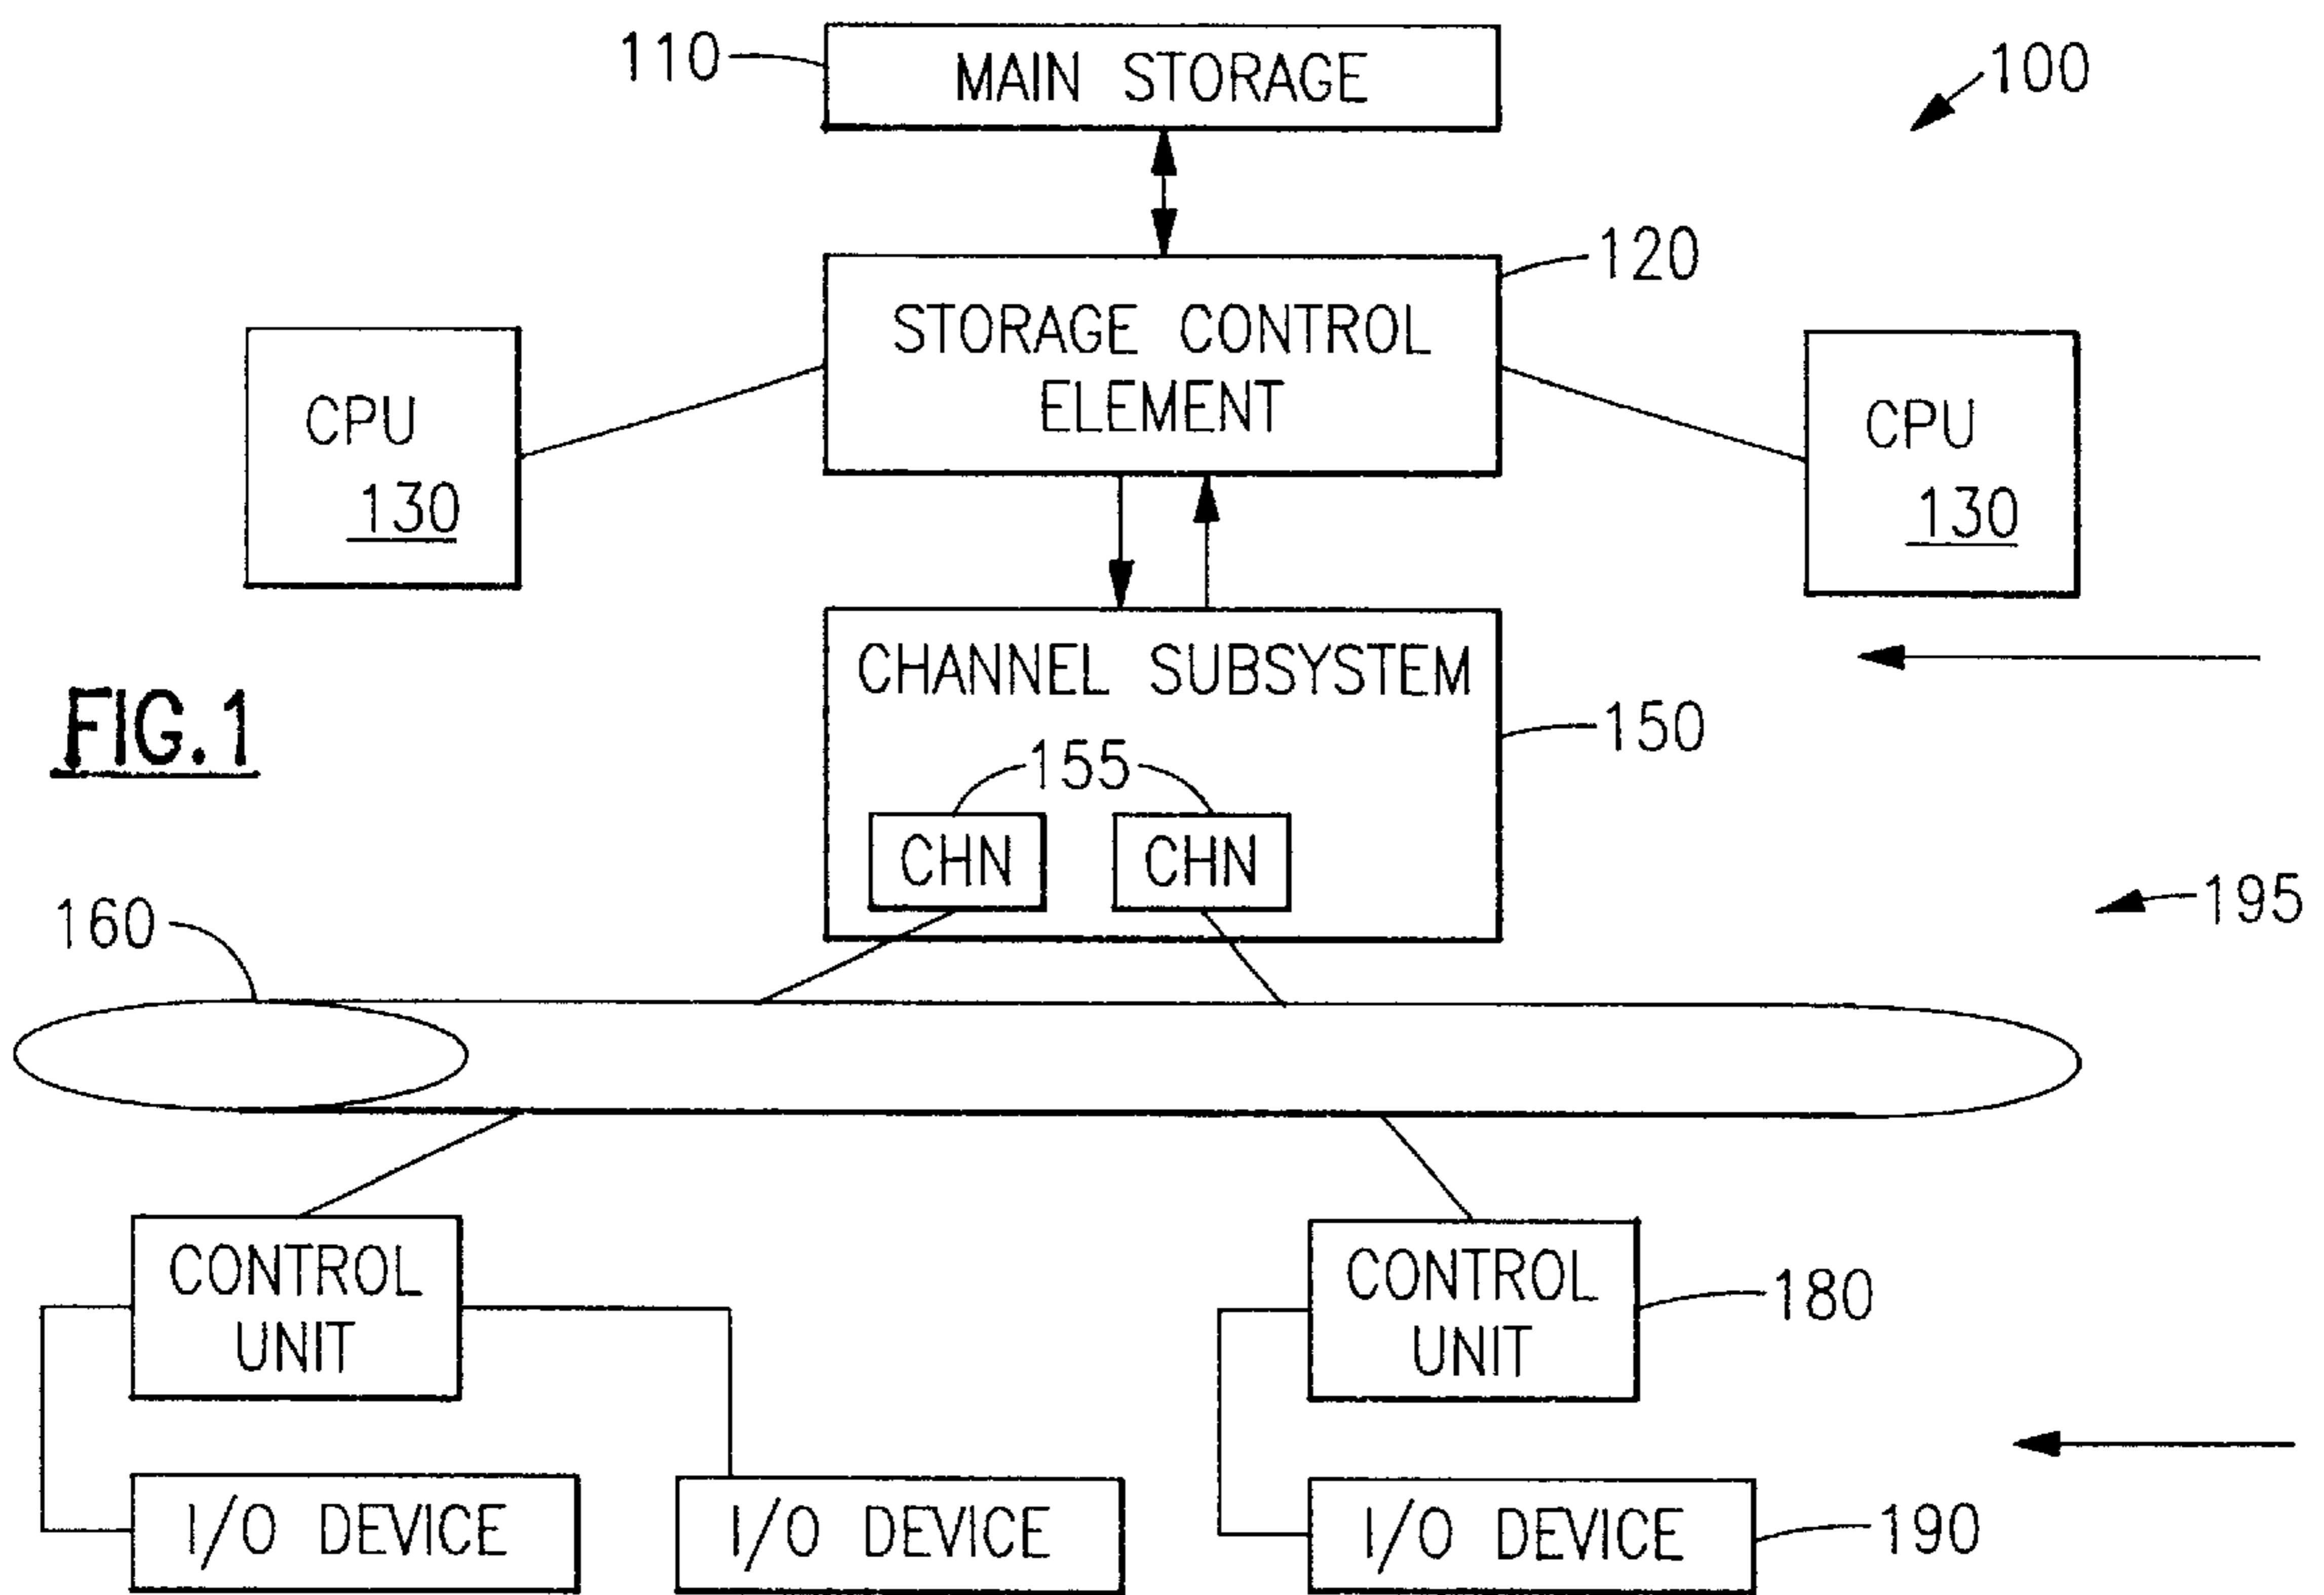 110
MAIN STORAGE
100
120
STORAGE CONTROL
ELEMENT
CPU
130
CPU
130
CHANNEL SUBSYSTEM
150
FIG.1
155
CHN
CHN
195
160
CONTROL
UNIT
CONTROL
UNIT
180
I/O DEVICE
I/O DEVICE
I/O DEVICE
190